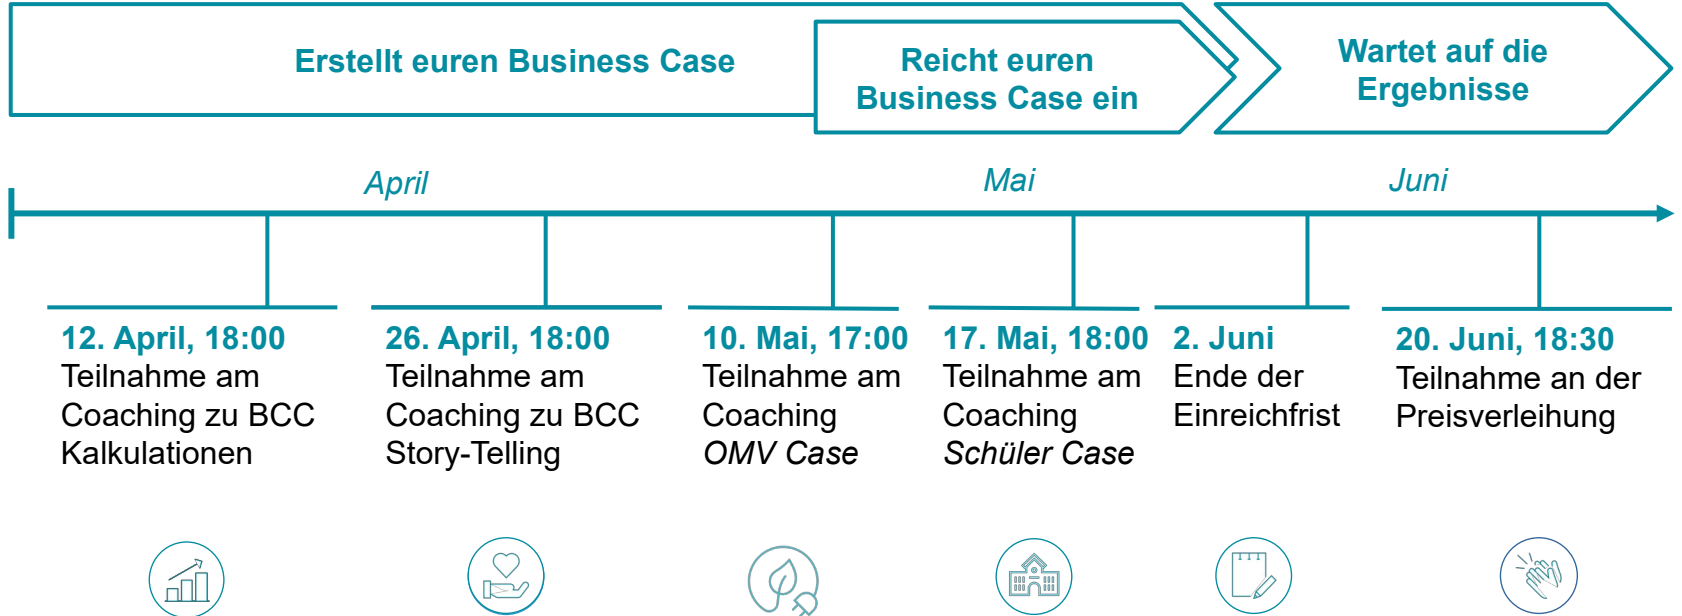 Erstellt euren Business Case
Reicht euren
Business Case ein
Wartet auf die
Ergebnisse
April
Mai
Juni
12. April, 18:00
Teilnahme am
Coaching zu BCC
Kalkulationen
26. April, 18:00
Teilnahme am
Coaching zu BCC
Story-Telling
10. Mai, 17:00
Teilnahme am
Coaching
OMV Case
17. Mai, 18:00
Teilnahme am
Coaching
Schüler Case
2. Juni
Ende der
Einreichfrist
20. Juni, 18:30
Teilnahme an der
Preisverleihung